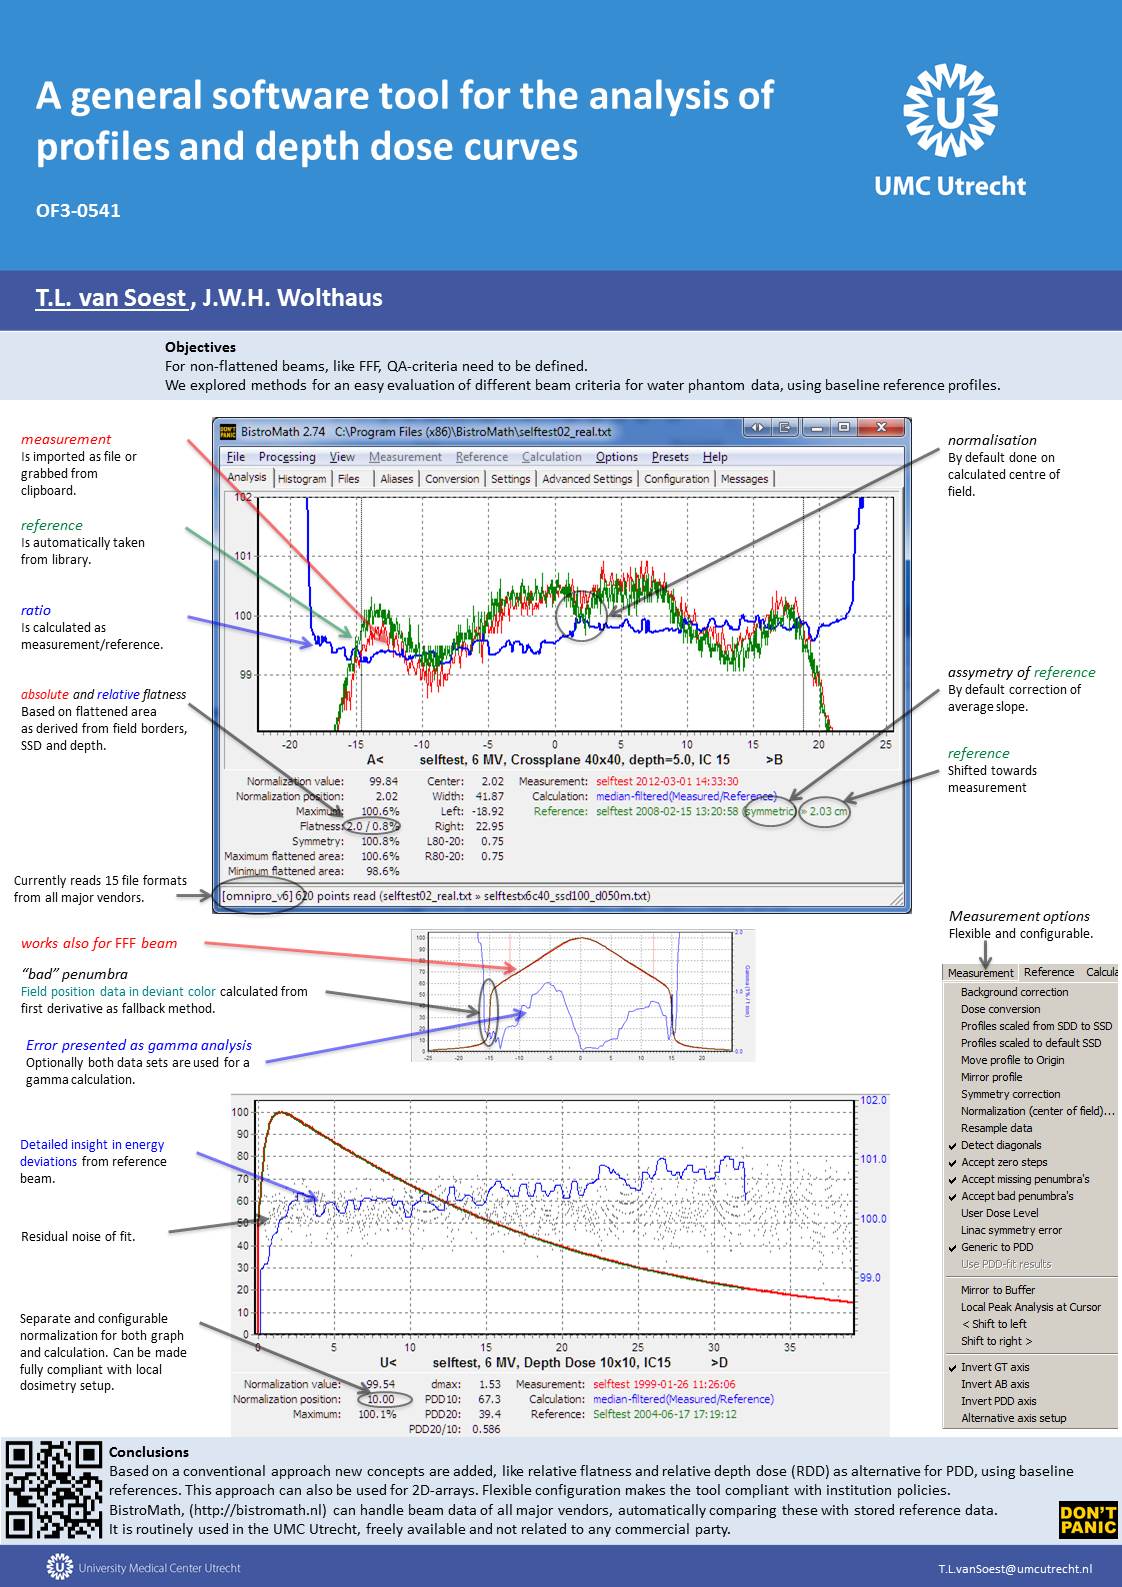 A general software tool for the analysis of
profiles and depth dose curves
OF3-0541
UMC Utrecht
T.L. van Soest , J.W.H. Wolthaus
Objectives
For non-flattened beams, like FFF, QA-criteria need to be defined.
We explored methods for an easy evaluation of different beam criteria for water phantom data, using baseline reference profiles.
measurement
Is imported as file or
grabbed from
clipboard.
reference
Is automatically taken
from library.
ratio
Is calculated as
measurement/reference.
absolute and relative flatness
Based on flattened area
as derived from field borders,
SSD and depth.
Currently reads 15 file formats
from all major vendors.
DON'T PANIC BistroMath 2.74 C:\Program Files (x86)\BistroMath\selftest02_real.txt
File Processing View Measurement Reference Calculation Options Presets Help
Analysis Histogram Files Aliases Conversion Settings Advanced Settings Configuration Messages
102
101
100
99
-20 -15 -10 -5 0 5 10 15 20 25
A< selftest, 6 MV, Crossplane 40x40, depth=5.0, IC 15 >B
Normalization value: 99.84 Center: 2.02 Measurement: selftest 2012-03-01 14:33:30
Normalization position: 2.02 Width: 41.87 Calculation: median-filtered(Measured/Reference)
Maximum: 100.6% Left: -18.92 Reference: selftest 2008-02-15 13:20:58 symmetric » 2.03 cm
Flatness: 2.0 / 0.8% Right: 22.95
Symmetry: 100.8% L80-20: 0.75
Maximum flattened area: 100.6% R80-20: 0.75
Minimum flattened area: 98.6%
[omnipro_v6] 620 points read (selftest02_real.txt » selftestx6c40_ssd100_d050m.txt)
normalisation
By default done on
calculated centre of
field.
assymetry of reference
By default correction of
average slope.
reference
Shifted towards
measurement
works also for FFF beam
“bad” penumbra
Field position data in deviant color calculated from
first derivative as fallback method.
Error presented as gamma analysis
Optionally both data sets are used for a
gamma calculation.
100
90
80
70
60
50
40
30
20
10
0
-25 -20 -15 -10 -5 0 5 10 15 20
2.0
1.0
0.0
Measurement options
Flexible and configurable.
Measurement Reference Calcula
Background correction
Dose conversion
Profiles scaled from SDD to SSD
Profiles scaled to default SSD
Move profile to Origin
Mirror profile
Symmetry correction
Normalization (center of field)...
Resample data
Detect diagonals
Accept zero steps
Accept missing penumbra's
Accept bad penumbra's
User Dose Level
Linac symmetry error
Generic to PDD
Use PDD-fit results
Mirror to Buffer
Local Peak Analysis at Cursor
< Shift to left
Shift to right >
Invert GT axis
Invert AB axis
Invert PDD axis
Alternative axis setup
Detailed insight in energy
deviations from reference
beam.
Residual noise of fit.
Separate and configurable
normalization for both graph
and calculation. Can be made
fully compliant with local
dosimetry setup.
100
90
80
70
60
50
40
30
20
10
0
102.0
101.0
100.0
99.0
0 5 10 15 20 25 30 35
U< selftest, 6 MV, Depth Dose 10x10, IC15 >D
Normalization value: 99.54 dmax: 1.53 Measurement: selftest 1999-01-26 11:26:06
Normalization position: 10.00 PDD10: 67.3 Calculation: median-filtered(Measured/Reference)
Maximum: 100.1% PDD20: 39.4 Reference: Selftest 2004-06-17 17:19:12
PDD20/10: 0.586
Conclusions
Based on a conventional approach new concepts are added, like relative flatness and relative depth dose (RDD) as alternative for PDD, using baseline
references. This approach can also be used for 2D-arrays. Flexible configuration makes the tool compliant with institution policies.
BistroMath, (http://bistromath.nl) can handle beam data of all major vendors, automatically comparing these with stored reference data.
It is routinely used in the UMC Utrecht, freely available and not related to any commercial party.
DON'T
PANIC
University Medical Center Utrecht
T.L.vanSoest@umcutrecht.nl